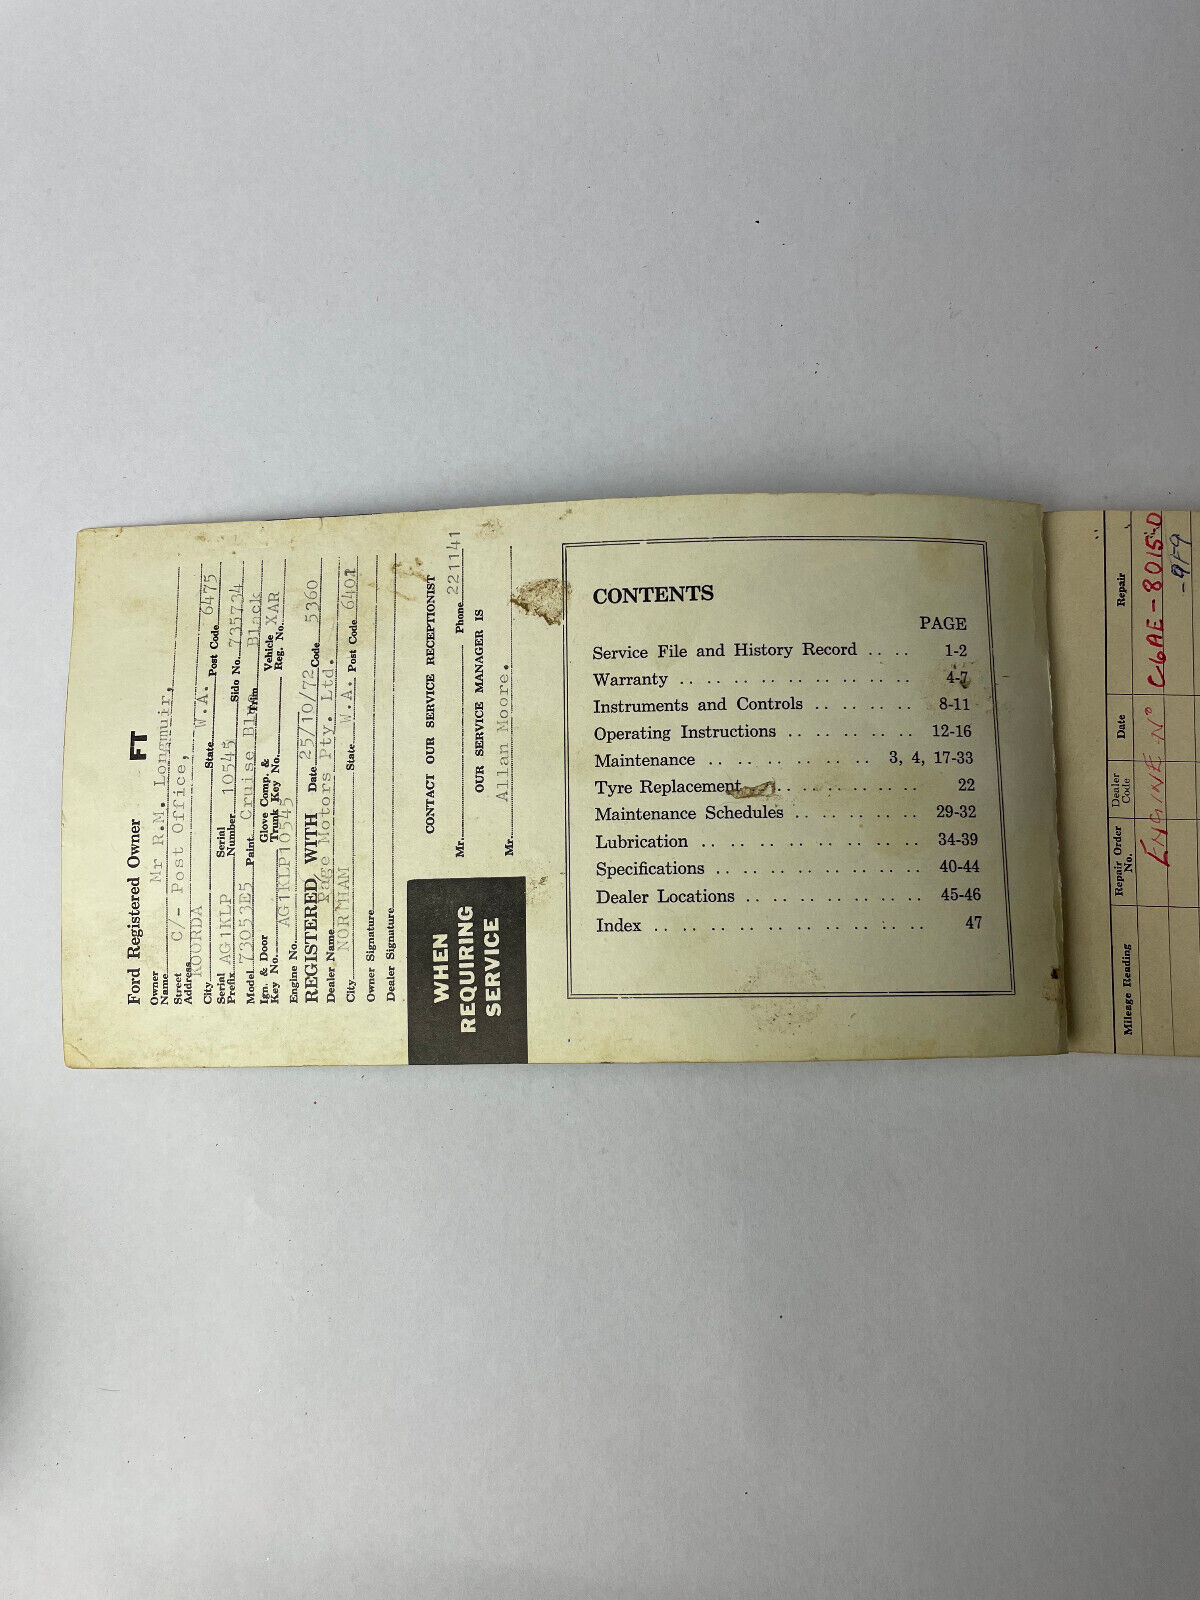 Ford Registered Owner FT
Owner Name Mr R.M. Longmuir,
Street Address C/- Post Office,
City KOORDA State W.A. Post Code 6475
Serial Prefix AG1KLP Serial Number 10545 Sido No. 735734
Model 73053E5 Paint Cruise Blue Trim Black
Ign. & Door Key No. Glove Comp. & Trunk Key No. Vehicle Reg. No. XAR
Engine No. AG1KLP10545
REGISTERED WITH Date 25/10/72 Code 5360
Dealer Name Page Motors Pty. Ltd.
City NORTHAM State W.A. Post Code 6401
Owner Signature
Dealer Signature
WHEN
REQUIRING
SERVICE
CONTACT OUR SERVICE RECEPTIONIST
Mr. Phone 221141
OUR SERVICE MANAGER IS
Mr. Allan Moore.
CONTENTS
PAGE
Service File and History Record .. .. 1-2
Warranty .. .. .. .. .. .. .. .. .. .. .. .. 4-7
Instruments and Controls .. .. .. .. .. .. 8-11
Operating Instructions .. .. .. .. .. .. .. 12-16
Maintenance .. .. .. .. .. .. .. .. 3, 4, 17-33
Tyre Replacement .. .. .. .. .. .. 22
Maintenance Schedules .. .. .. .. .. .. .. 29-32
Lubrication .. .. .. .. .. .. .. .. .. .. .. 34-39
Specifications .. .. .. .. .. .. .. .. .. .. 40-44
Dealer Locations .. .. .. .. .. .. .. .. .. 45-46
Index .. .. .. .. .. .. .. .. .. .. .. .. .. 47
Mileage Reading Repair Order No. Dealer Code Date Repair
ENGINE No C6AE-8015-D
-9F9